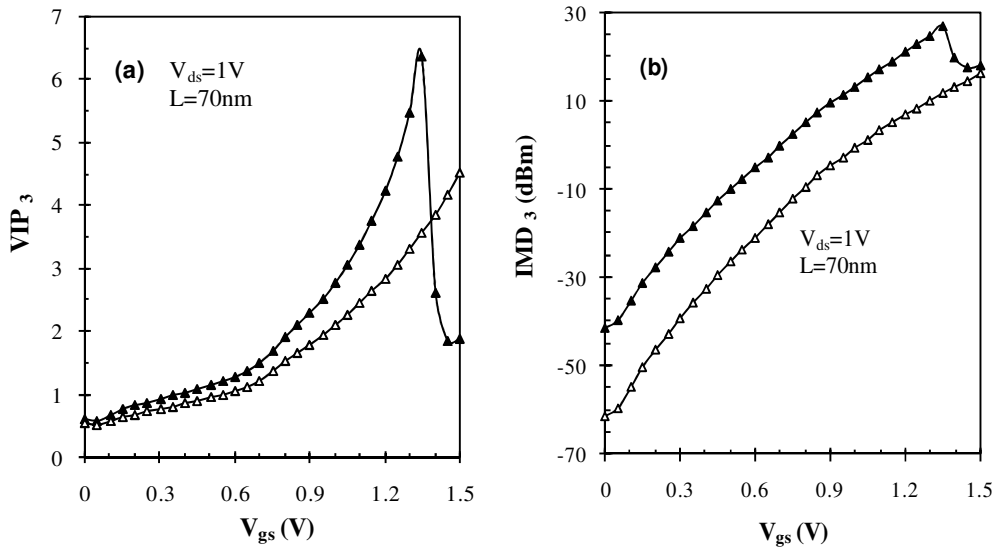 7
6
5
4
3
2
1
0
VIP3
(a)
Vds=1V
L=70nm
0 0.3 0.6 0.9 1.2 1.5
Vgs (V)
30
10
-10
-30
-50
-70
IMD3 (dBm)
(b)
Vds=1V
L=70nm
0 0.3 0.6 0.9 1.2 1.5
Vgs (V)